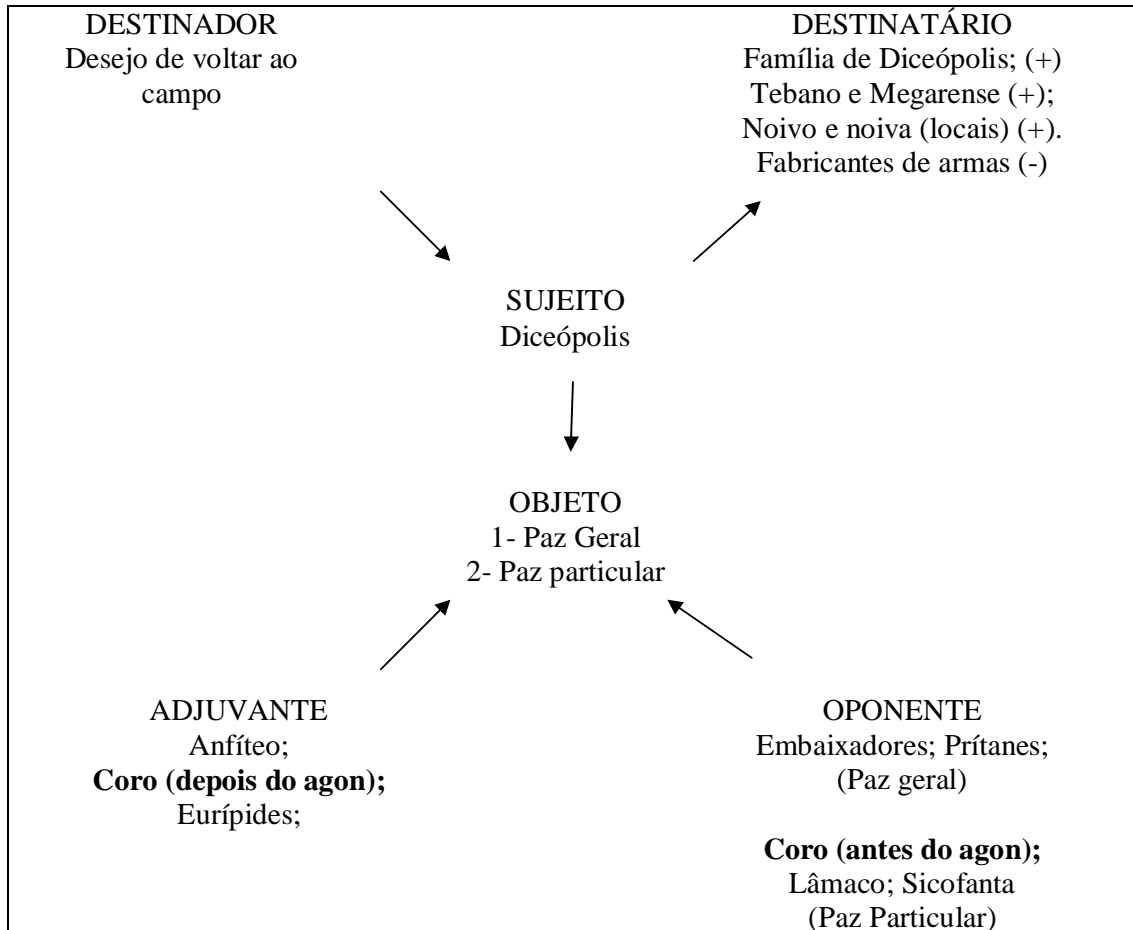 DESTINADOR
Desejo de voltar ao
campo
DESTINATÁRIO
Família de Diceópolis; (+)
Tebano e Megarense (+);
Noivo e noiva (locais) (+).
Fabricantes de armas (-)
SUJEITO
Diceópolis
OBJETO
1- Paz Geral
2- Paz particular
ADJUVANTE
Anfíteo;
Coro (depois do agon);
Eurípides;
OPONENTE
Embaixadores; Prítanes;
(Paz geral)
Coro (antes do agon);
Lâmaco; Sicofanta
(Paz Particular)